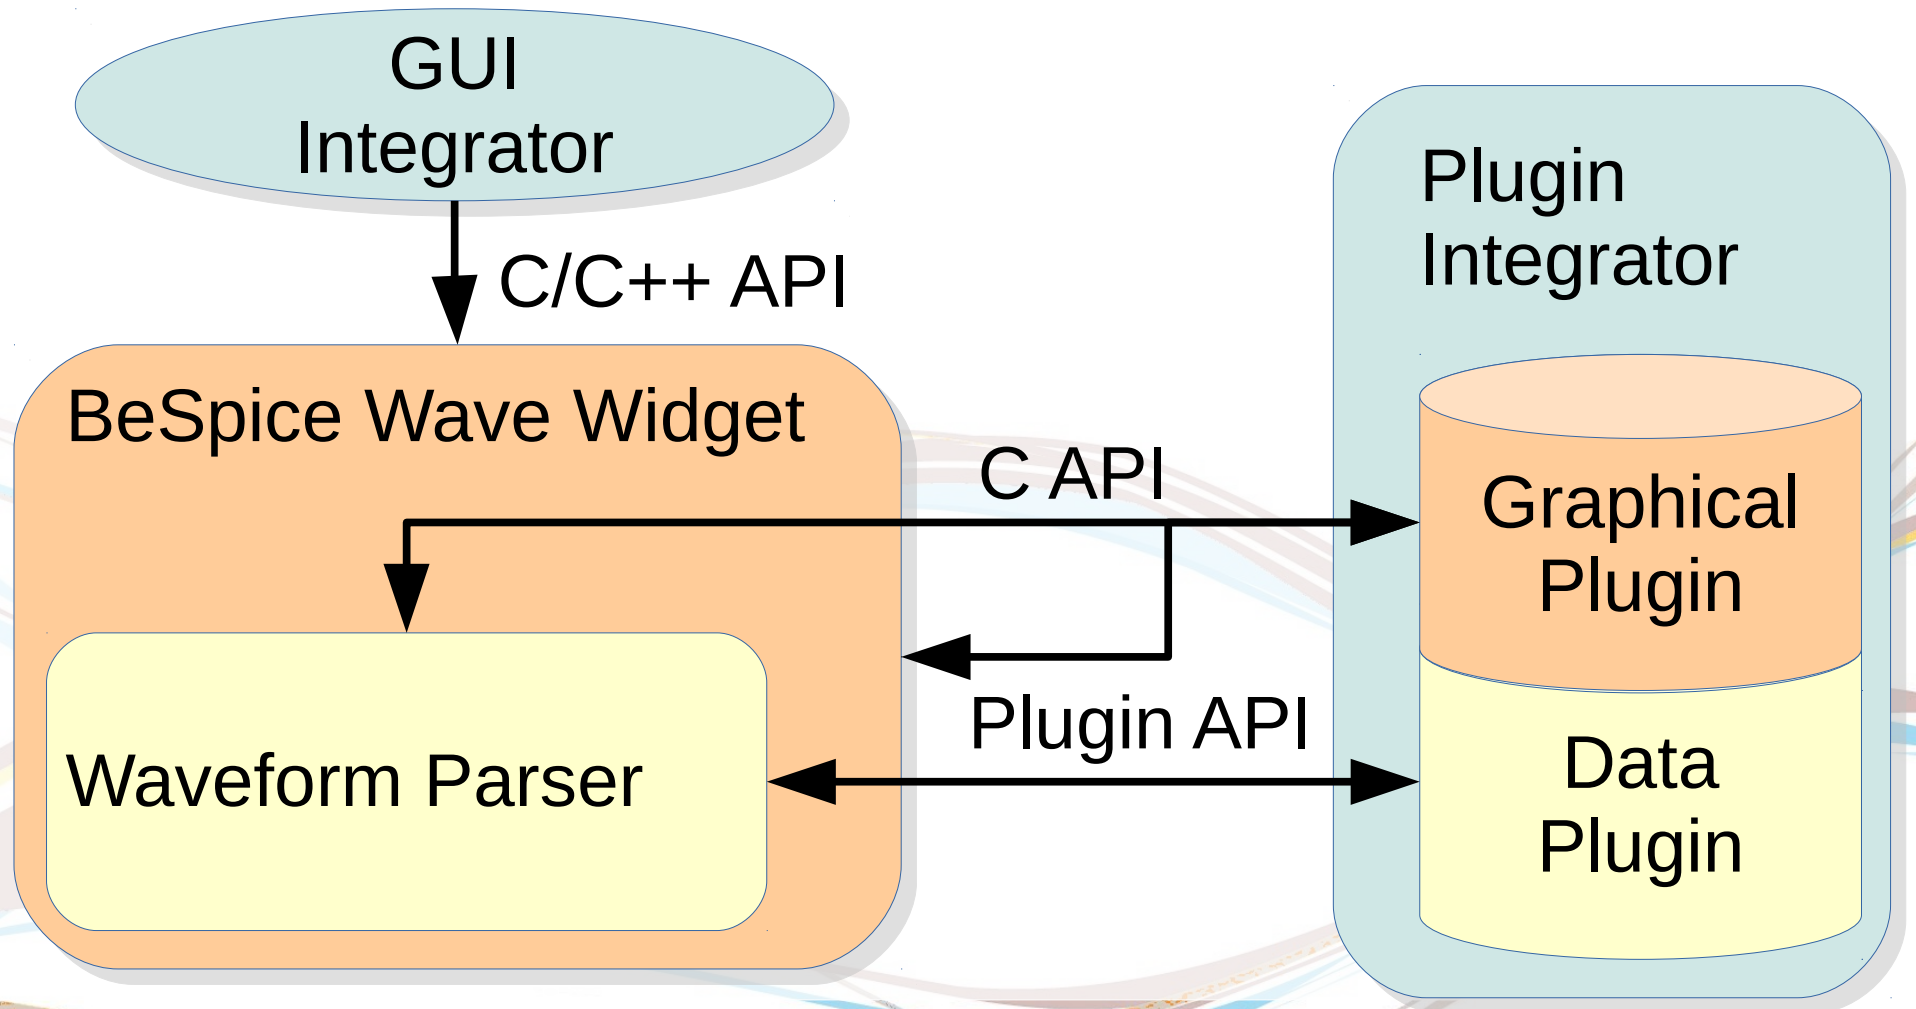 GUI
Integrator
C/C++ API
BeSpice Wave Widget
Waveform Parser
C API
Plugin API
Plugin
Integrator
Graphical
Plugin
Data
Plugin